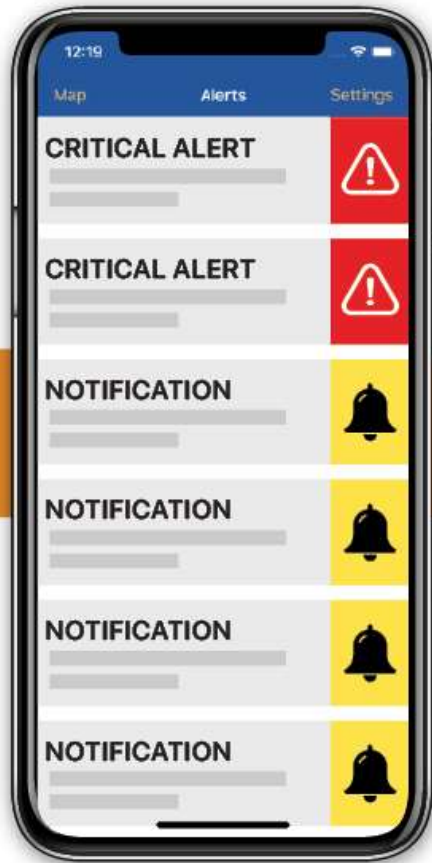 12:19
Map Alerts Settings
CRITICAL ALERT
CRITICAL ALERT
NOTIFICATION
NOTIFICATION
NOTIFICATION
NOTIFICATION